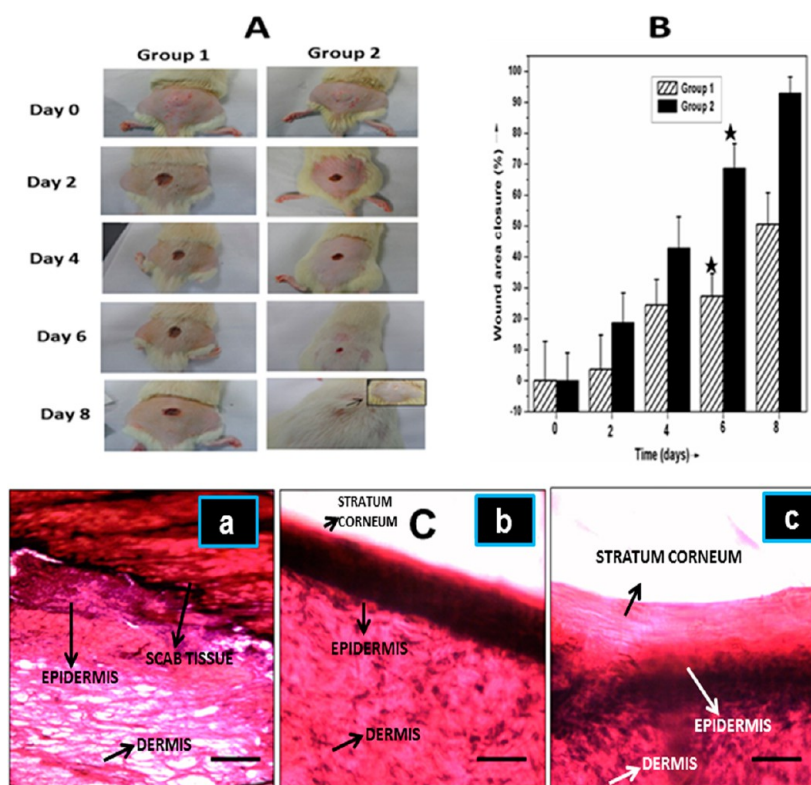 A
Group 1
Group 2
Day 0
Day 2
Day 4
Day 6
Day 8
B
Wound area closure (%)
100
90
80
70
60
50
40
30
20
10
0
-10
Group 1
Group 2
0
2
4
6
8
Time (days)
a
EPIDERMIS
SCAB TISSUE
DERMIS
C
b
STRATUM
CORNEUM
EPIDERMIS
DERMIS
c
STRATUM CORNEUM
EPIDERMIS
DERMIS